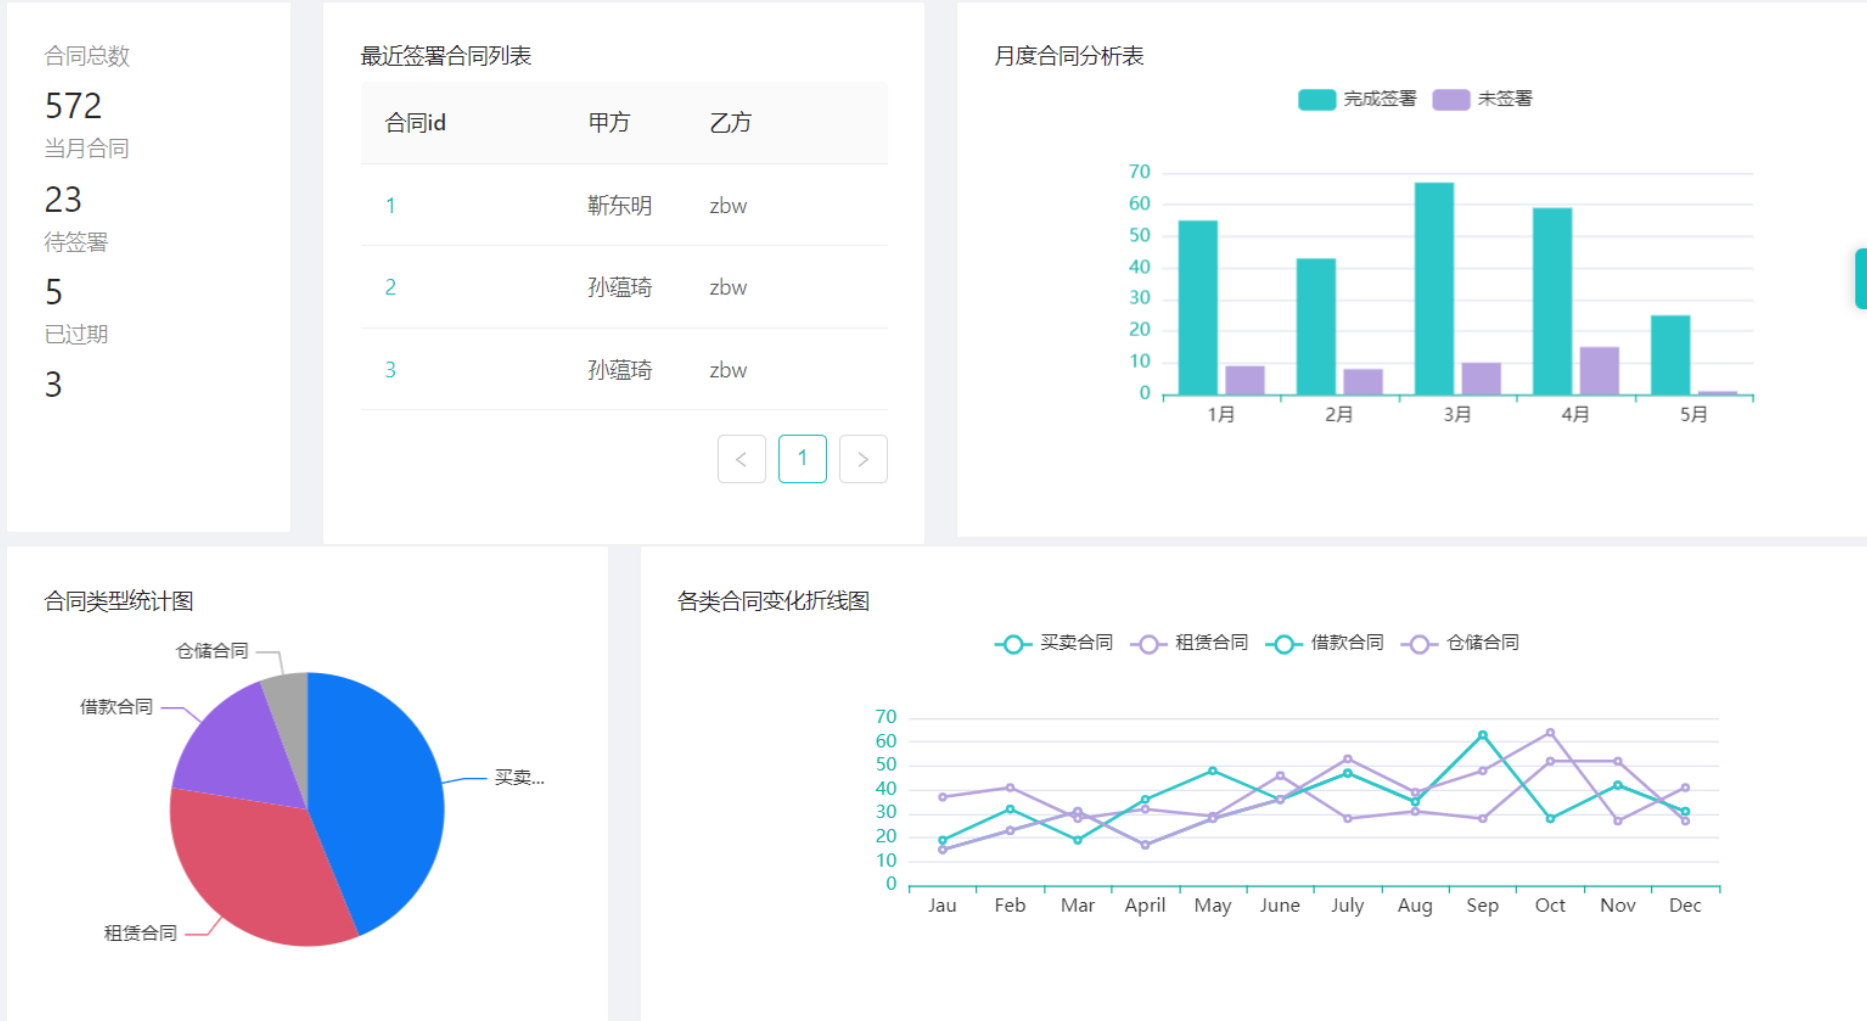 合同总数
572
当月合同
23
待签署
5
已过期
3
最近签署合同列表
合同id 甲方 乙方
1 靳东明 zbw
2 孙蕴琦 zbw
3 孙蕴琦 zbw
< 1 >
月度合同分析表
完成签署 未签署
70
60
50
40
30
20
10
0
1月 2月 3月 4月 5月
合同类型统计图
仓储合同
借款合同
买卖...
租赁合同
各类合同变化折线图
买卖合同 租赁合同 借款合同 仓储合同
70
60
50
40
30
20
10
0
Jau Feb Mar April May June July Aug Sep Oct Nov Dec